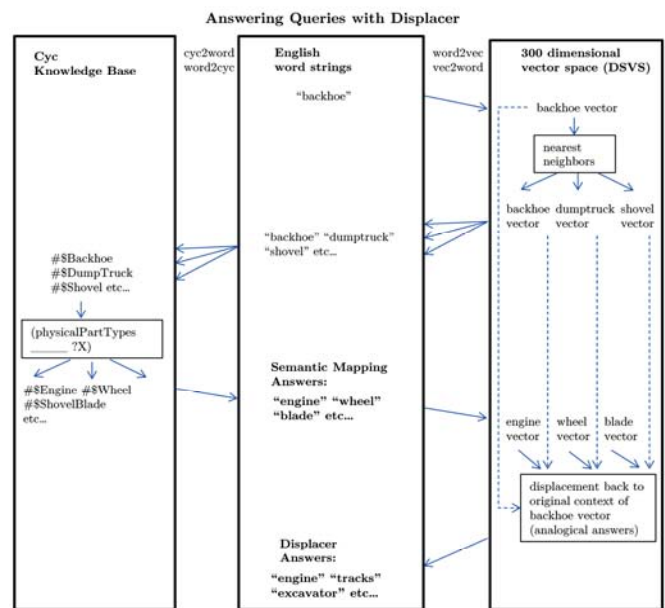 Answering Queries with Displacer
Cyc
Knowledge Base
cyc2word
word2cyc
English
word strings
word2vec
vec2word
300 dimensional
vector space (DSVS)
“backhoe”
backhoe vector
nearest
neighbors
backhoe dumptruck shovel
vector vector vector
“backhoe” “dumptruck”
“shovel” etc...
#$Backhoe
#$DumpTruck
#$Shovel etc...
(physicalPartTypes
_____ ?X)
#$Engine #$Wheel
#$ShovelBlade
etc...
Semantic Mapping
Answers:
“engine” “wheel”
“blade” etc...
engine wheel blade
vector vector vector
displacement back to
original context of
backhoe vector
(analogical answers)
Displacer
Answers:
“engine” “tracks”
“excavator” etc...